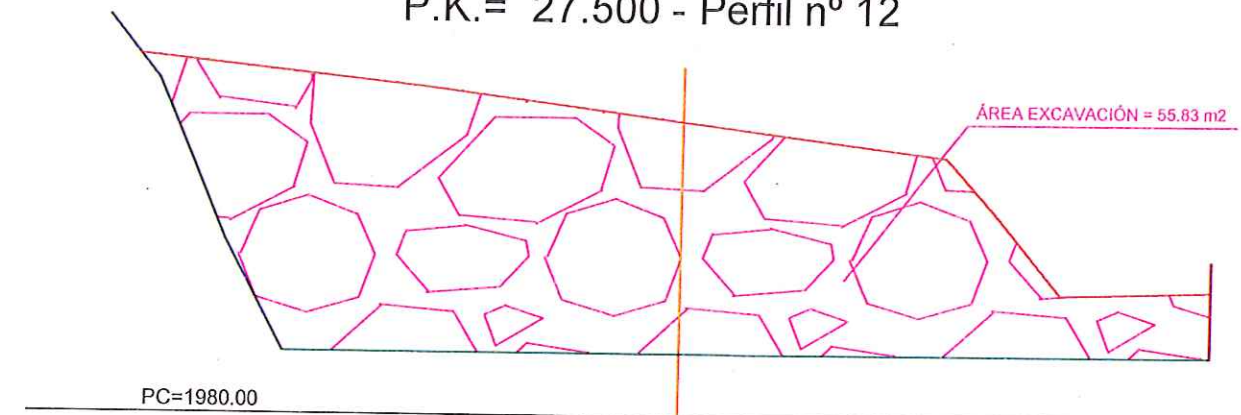 P.K.= 27.500 - Perfil nº 12
ÁREA EXCAVACIÓN = 55.83 m2
PC=1980.00